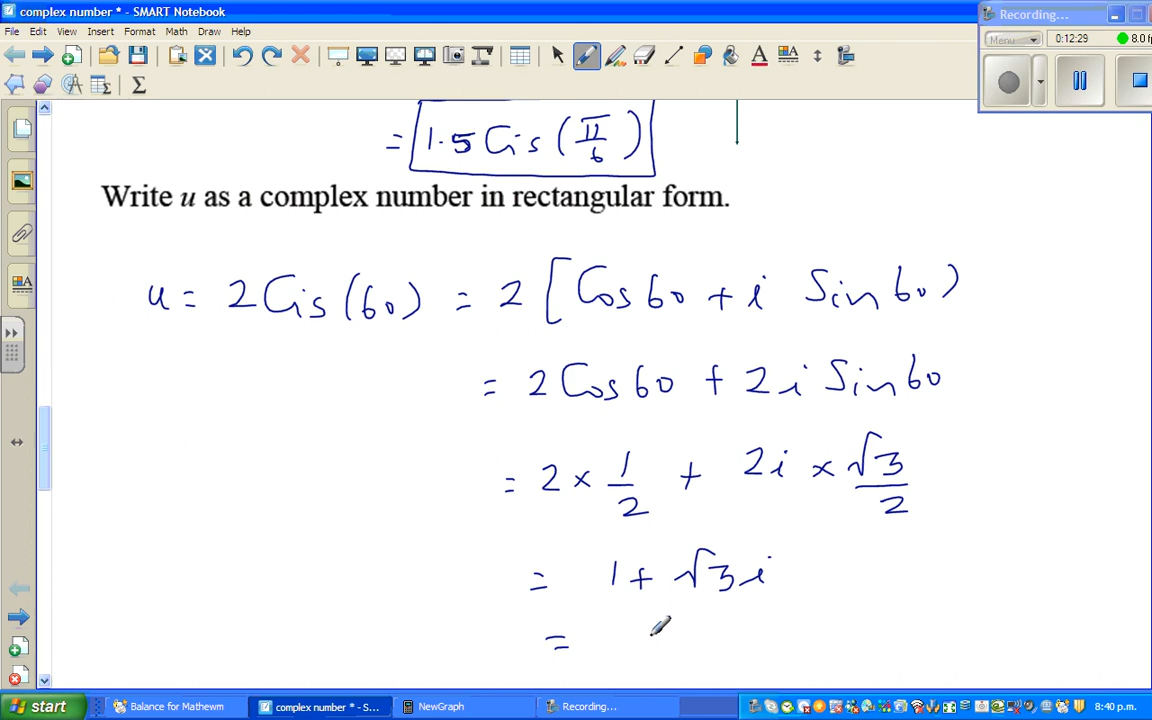 complex number * - SMART Notebook
Recording...
File Edit View Insert Format Math Draw Help
Menu
0:12:29
8.0 f
= 1.5 Cis (π/6)
Write u as a complex number in rectangular form.
u = 2 Cis (60) = 2 [Cos 60 + i Sin 60)
= 2 Cos 60 + 2i Sin 60
= 2 × 1/2 + 2i × √3/2
= 1 + √3 i
=
start
Balance for Mathewm
complex number * - S...
NewGraph
Recording...
8:40 p.m.